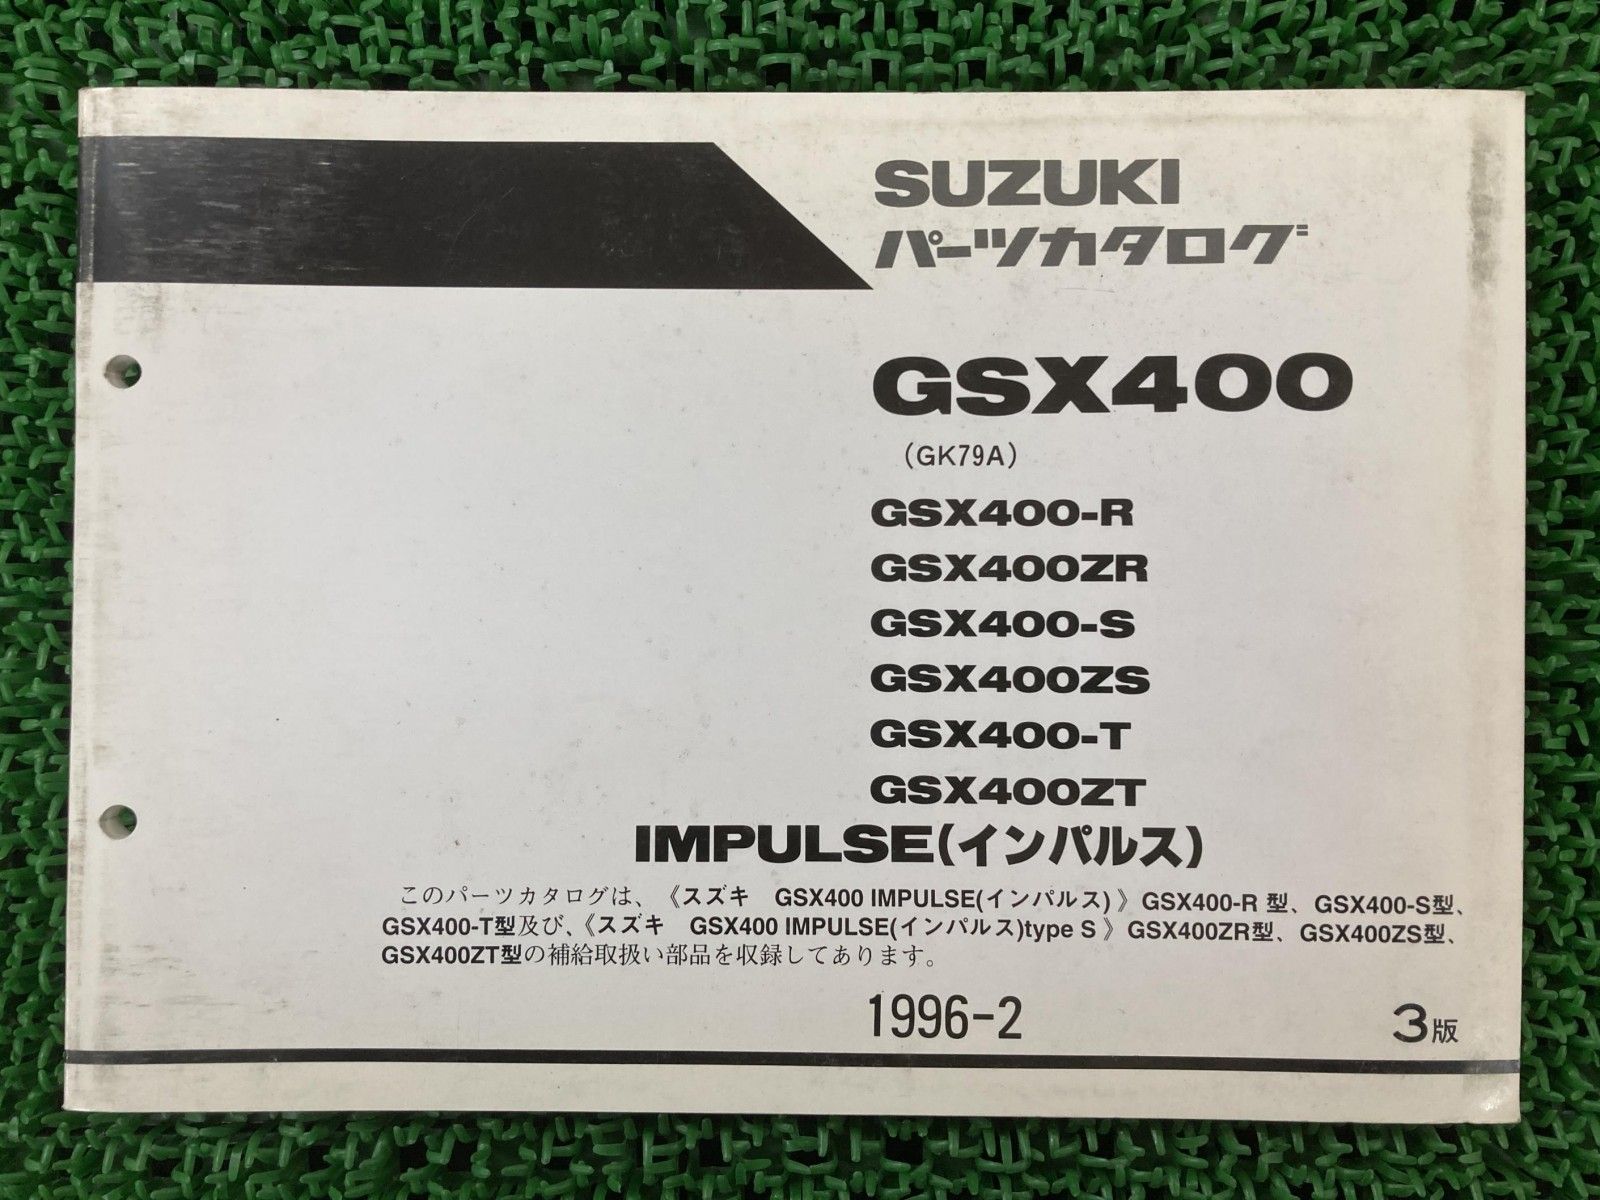 SUZUKI
パーツカタログ
GSX400
(GK79A)
GSX400-R
GSX400ZR
GSX400-S
GSX400ZS
GSX400-T
GSX400ZT
IMPULSE(インパルス)
このパーツカタログは、《スズキ　GSX400 IMPULSE(インパルス) 》GSX400-R 型、GSX400-S型、
GSX400-T型及び、《スズキ　GSX400 IMPULSE(インパルス)type S 》GSX400ZR型、GSX400ZS型、
GSX400ZT型の補給取扱い部品を収録してあります。
1996-2
3版